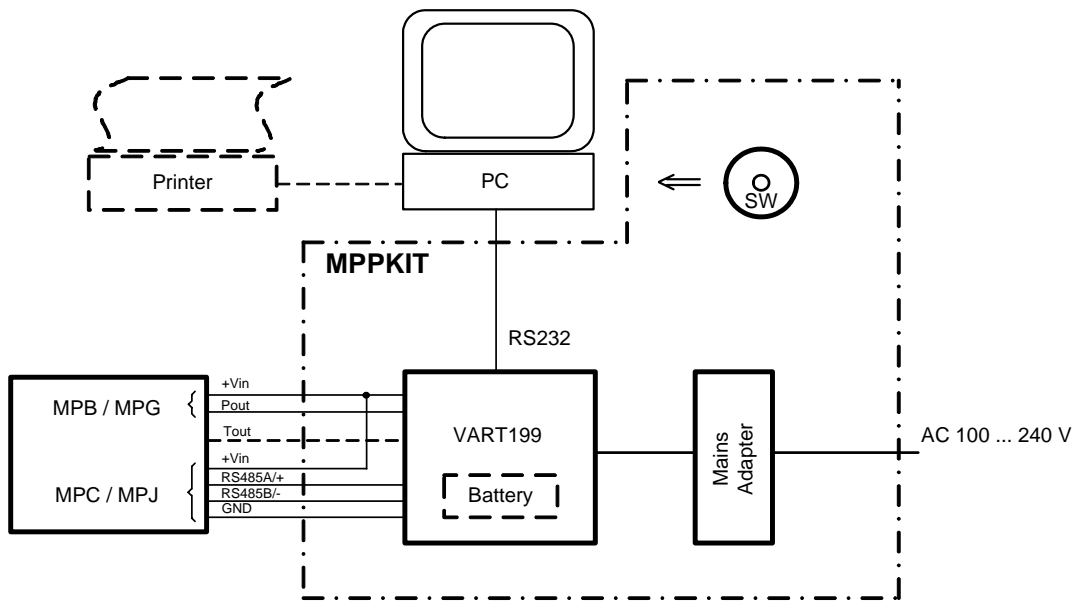 Printer
PC
SW
MPPKIT
RS232
+Vin
MPB / MPG
Pout
Tout
VART199
+Vin
RS485A/+
MPC / MPJ
RS485B/-
GND
Battery
Mains
Adapter
AC 100 ... 240 V